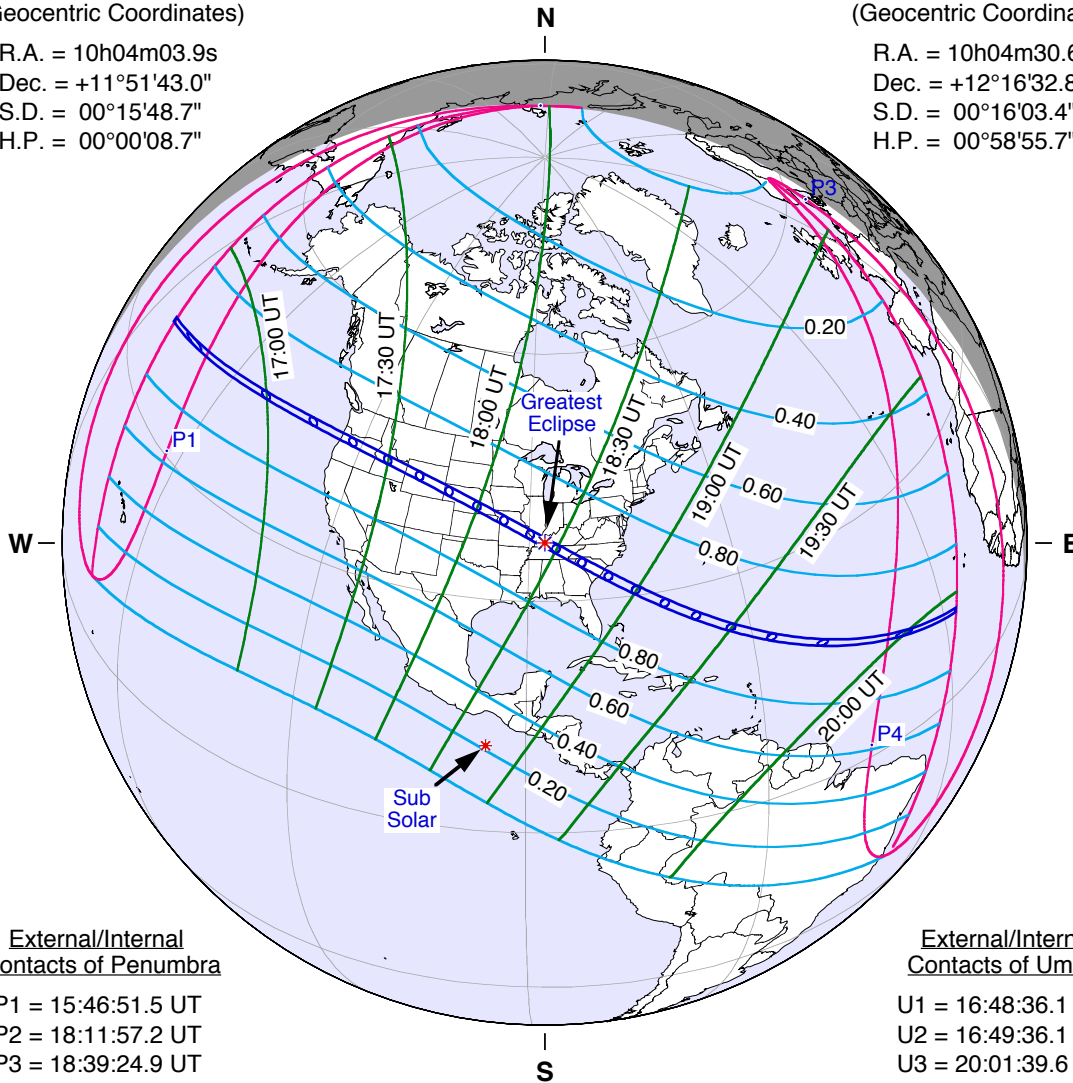 Geocentric Coordinates)
R.A. = 10h04m03.9s
Dec. = +11°51'43.0"
S.D. = 00°15'48.7"
H.P. = 00°00'08.7"
N
(Geocentric Coordina
R.A. = 10h04m30.6
Dec. = +12°16'32.8
S.D. = 00°16'03.4"
H.P. = 00°58'55.7"
P3
17:00 UT
17:30 UT
18:00 UT
18:30 UT
19:00 UT
19:30 UT
20:00 UT
0.20
0.40
0.60
0.80
Greatest
Eclipse
P1
W
E
0.80
0.60
0.40
0.20
P4
Sub
Solar
External/Internal
ontacts of Penumbra
P1 = 15:46:51.5 UT
P2 = 18:11:57.2 UT
P3 = 18:39:24.9 UT
S
External/Intern
Contacts of Um
U1 = 16:48:36.1
U2 = 16:49:36.1
U3 = 20:01:39.6